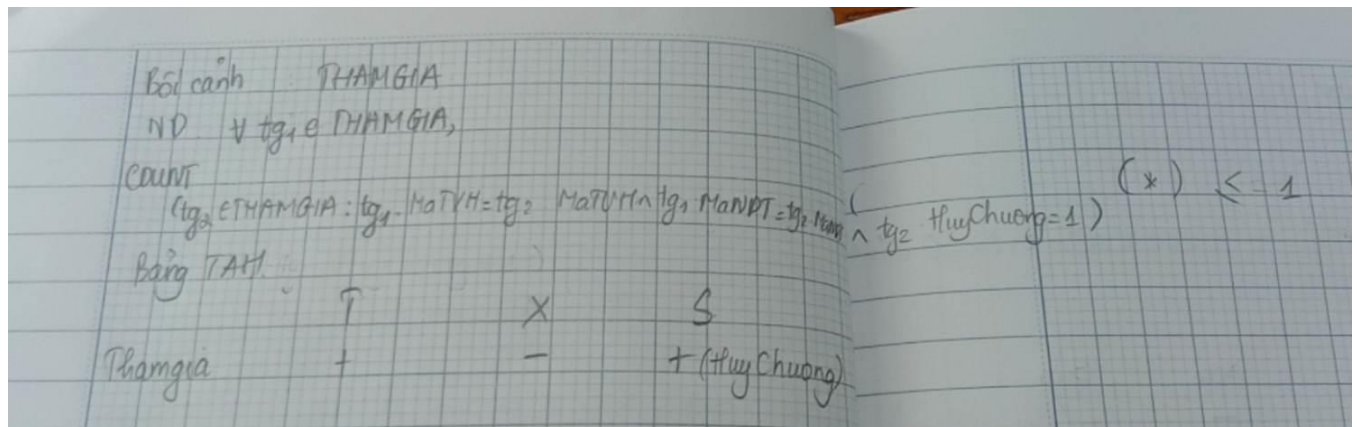 Bối cảnh THAMGIA
ND ∀ tg₁ ∈ THAMGIA,
COUNT
(tg₂ ∈ THAMGIA : tg₁. MaTVH = tg₂ MaTVH ∧ tg₁ MaNDT = tg₂ ( ∧ tg₂ HuyChuong = 1 ) (*) < 1
Bảng TAH.
T X S
Thamgia + - + (HuyChuong)